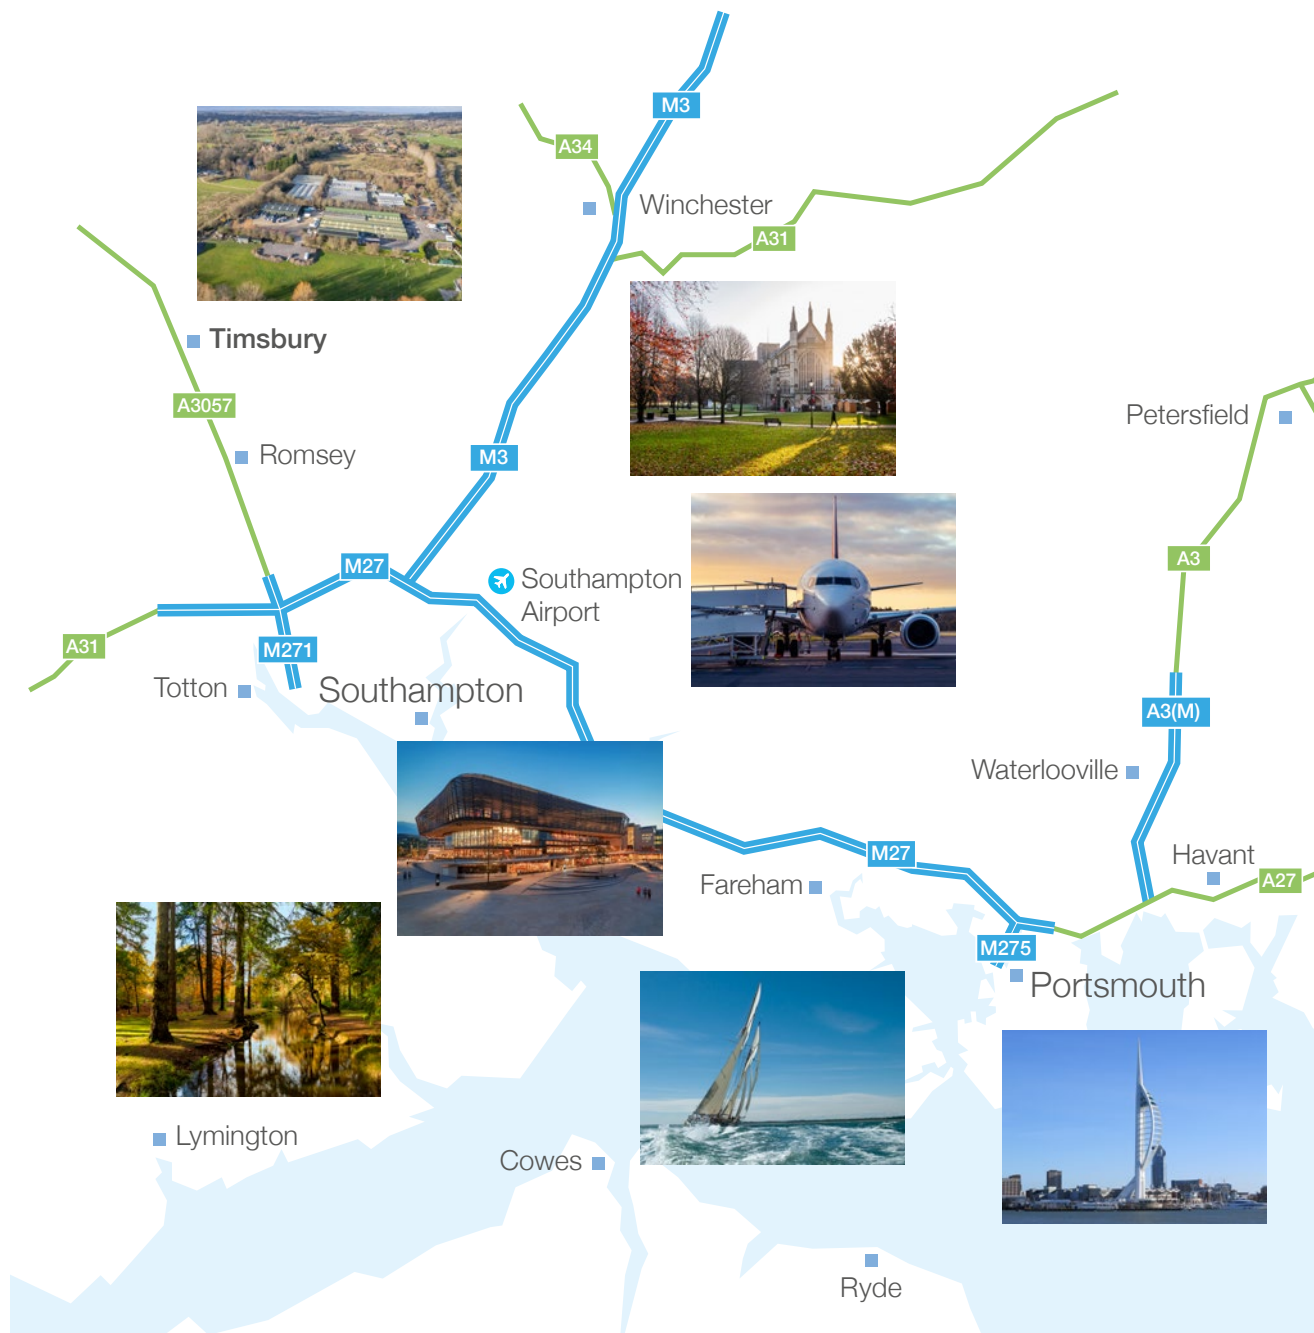 M3
A34
Winchester
A31
Timsbury
A3057
Petersfield
Romsey
M3
A3
M27
Southampton
Airport
A31
M271
Totton
Southampton
A3(M)
Waterlooville
M27
Havant
Fareham
A27
M275
Portsmouth
Lymington
Cowes
Ryde